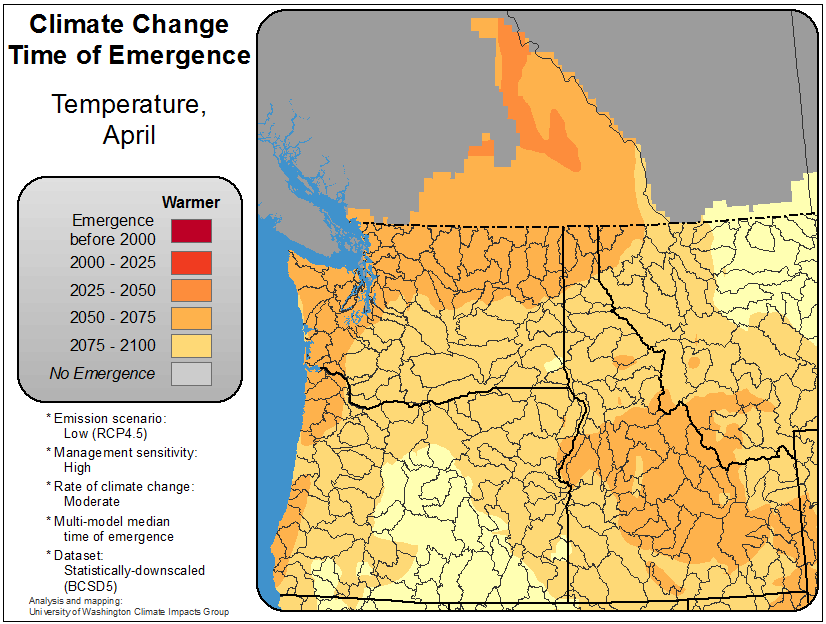 Climate Change
Time of Emergence
Temperature,
April
Warmer
Emergence
before 2000
2000 - 2025
2025 - 2050
2050 - 2075
2075 - 2100
No Emergence
* Emission scenario:
Low (RCP4.5)
* Management sensitivity:
High
* Rate of climate change:
Moderate
* Multi-model median
time of emergence
* Dataset:
Statistically-downscaled
(BCSD5)
Analysis and mapping:
University of Washington Climate Impacts Group